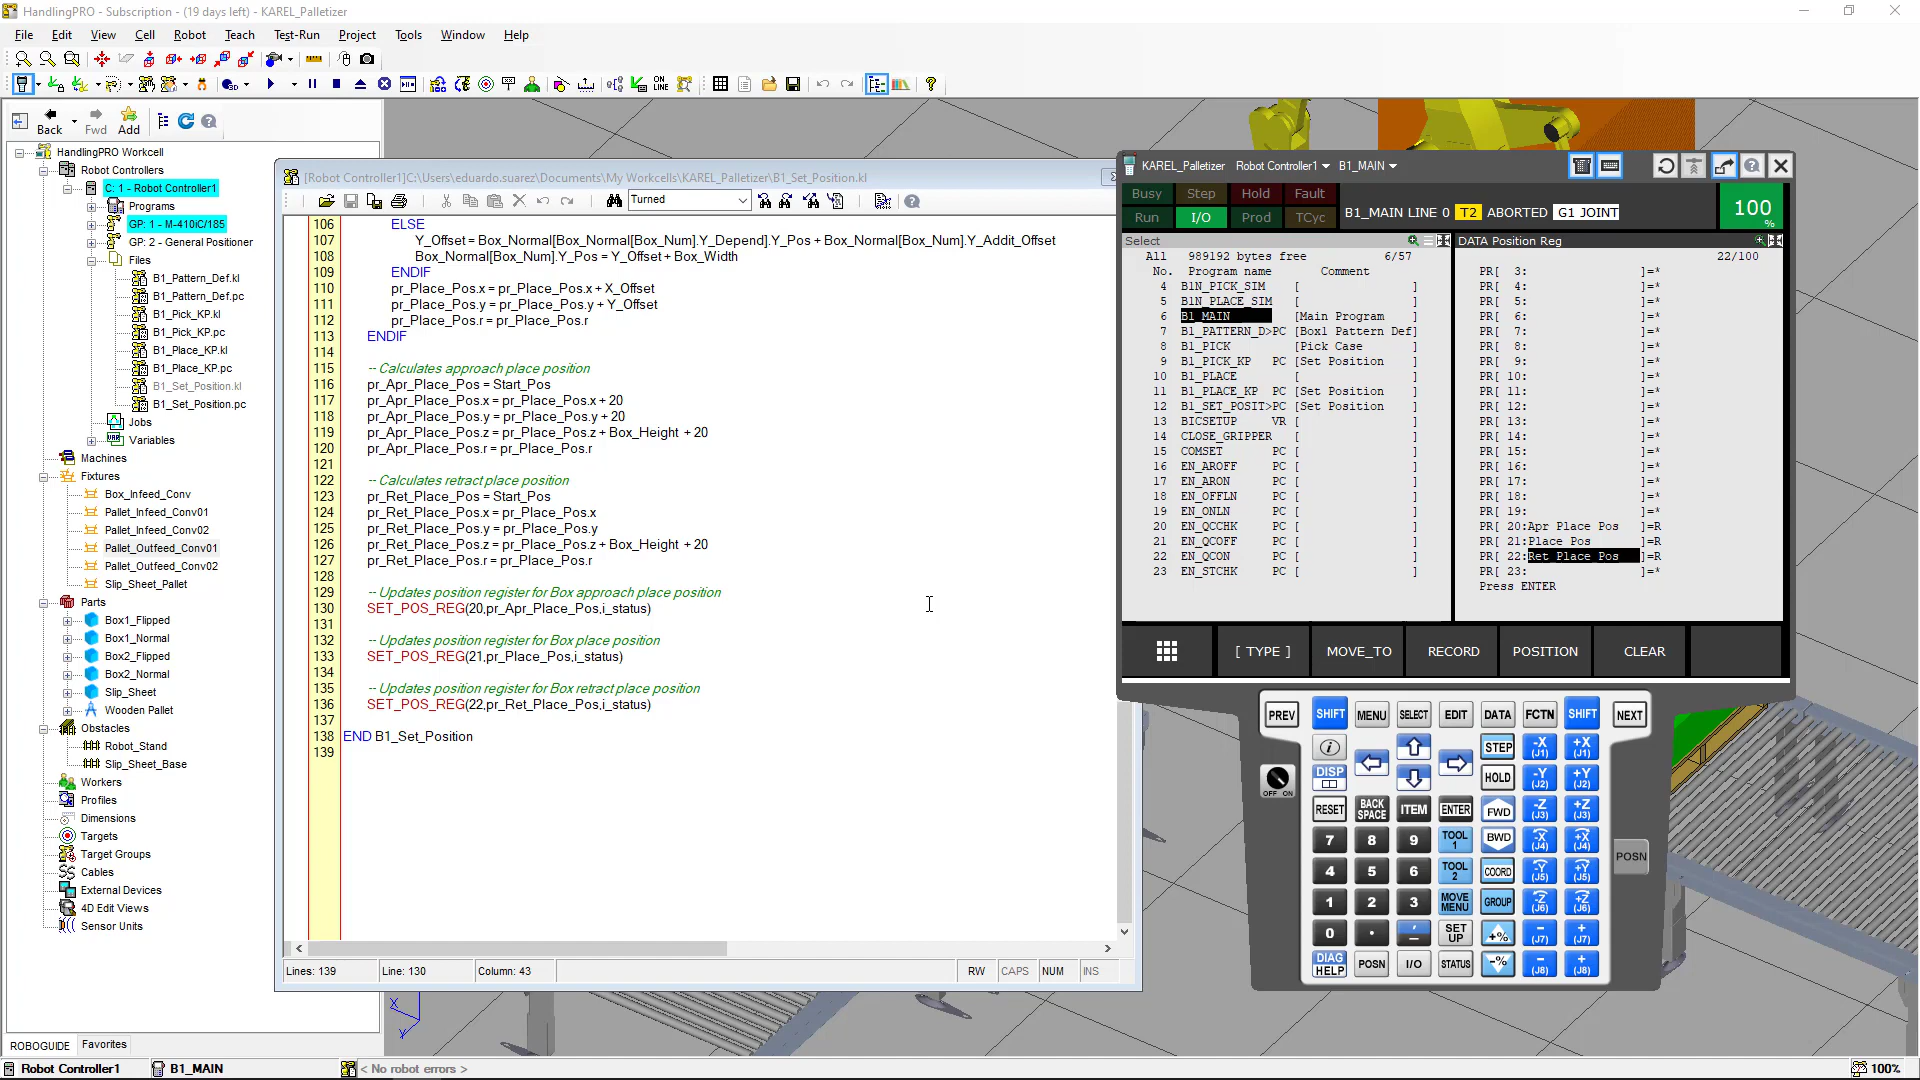 HandlingPRO - Subscription - (19 days left) - KAREL_Palletizer
File Edit View Cell Robot Teach Test-Run Project Tools Window Help
ON LINE
Back Fwd Add
HandlingPRO Workcell
Robot Controllers
C: 1 - Robot Controller1
Programs
GP: 1 - M-410iC/185
GP: 2 - General Positioner
Files
B1_Pattern_Def.kl
B1_Pattern_Def.pc
B1_Pick_KP.kl
B1_Pick_KP.pc
B1_Place_KP.kl
B1_Place_KP.pc
B1_Set_Position.kl
B1_Set_Position.pc
Jobs
Variables
Machines
Fixtures
Box_Infeed_Conv
Pallet_Infeed_Conv01
Pallet_Infeed_Conv02
Pallet_Outfeed_Conv01
Pallet_Outfeed_Conv02
Slip_Sheet_Pallet
Parts
Box1_Flipped
Box1_Normal
Box2_Flipped
Box2_Normal
Slip_Sheet
Wooden Pallet
Obstacles
Robot_Stand
Slip_Sheet_Base
Workers
Profiles
Dimensions
Targets
Target Groups
Cables
External Devices
4D Edit Views
Sensor Units
ROBOGUIDE Favorites
[Robot Controller1]C:\Users\eduardo.suarez\Documents\My Workcells\KAREL_Palletizer\B1_Set_Position.kl
Turned
106 ELSE
107 Y_Offset = Box_Normal[Box_Normal[Box_Num].Y_Depend].Y_Pos + Box_Normal[Box_Num].Y_Addit_Offset
108 Box_Normal[Box_Num].Y_Pos = Y_Offset + Box_Width
109 ENDIF
110 pr_Place_Pos.x = pr_Place_Pos.x + X_Offset
111 pr_Place_Pos.y = pr_Place_Pos.y + Y_Offset
112 pr_Place_Pos.r = pr_Place_Pos.r
113 ENDIF
114
115 -- Calculates approach place position
116 pr_Apr_Place_Pos = Start_Pos
117 pr_Apr_Place_Pos.x = pr_Place_Pos.x + 20
118 pr_Apr_Place_Pos.y = pr_Place_Pos.y + 20
119 pr_Apr_Place_Pos.z = pr_Place_Pos.z + Box_Height + 20
120 pr_Apr_Place_Pos.r = pr_Place_Pos.r
121
122 -- Calculates retract place position
123 pr_Ret_Place_Pos = Start_Pos
124 pr_Ret_Place_Pos.x = pr_Place_Pos.x
125 pr_Ret_Place_Pos.y = pr_Place_Pos.y
126 pr_Ret_Place_Pos.z = pr_Place_Pos.z + Box_Height + 20
127 pr_Ret_Place_Pos.r = pr_Place_Pos.r
128
129 -- Updates position register for Box approach place position
130 SET_POS_REG(20,pr_Apr_Place_Pos,i_status)
131
132 -- Updates position register for Box place position
133 SET_POS_REG(21,pr_Place_Pos,i_status)
134
135 -- Updates position register for Box retract place position
136 SET_POS_REG(22,pr_Ret_Place_Pos,i_status)
137
138 END B1_Set_Position
139
Lines: 139 Line: 130 Column: 43 RW CAPS NUM INS
X
Y
KAREL_Palletizer Robot Controller1 B1_MAIN
Busy Step Hold Fault
Run I/O Prod TCyc
B1_MAIN LINE 0 T2 ABORTED G1 JOINT
100 %
Select
All 989192 bytes free 6/57
No. Program name Comment
4 B1N_PICK_SIM [ ]
5 B1N_PLACE_SIM [ ]
6 B1_MAIN [Main Program ]
7 B1_PATTERN_D>PC [Box1 Pattern Def]
8 B1_PICK [Pick Case ]
9 B1_PICK_KP PC [Set Position ]
10 B1_PLACE [ ]
11 B1_PLACE_KP PC [Set Position ]
12 B1_SET_POSIT>PC [Set Position ]
13 BICSETUP VR [ ]
14 CLOSE_GRIPPER [ ]
15 COMSET PC [ ]
16 EN_AROFF PC [ ]
17 EN_ARON PC [ ]
18 EN_OFFLN PC [ ]
19 EN_ONLN PC [ ]
20 EN_QCCHK PC [ ]
21 EN_QCOFF PC [ ]
22 EN_QCON PC [ ]
23 EN_STCHK PC [ ]
DATA Position Reg
22/100
PR[ 3: ]=*
PR[ 4: ]=*
PR[ 5: ]=*
PR[ 6: ]=*
PR[ 7: ]=*
PR[ 8: ]=*
PR[ 9: ]=*
PR[ 10: ]=*
PR[ 11: ]=*
PR[ 12: ]=*
PR[ 13: ]=*
PR[ 14: ]=*
PR[ 15: ]=*
PR[ 16: ]=*
PR[ 17: ]=*
PR[ 18: ]=*
PR[ 19: ]=*
PR[ 20:Apr Place Pos ]=R
PR[ 21:Place Pos ]=R
PR[ 22:Ret Place Pos ]=R
PR[ 23: ]=*
Press ENTER
[ TYPE ] MOVE_TO RECORD POSITION CLEAR
PREV SHIFT MENU SELECT EDIT DATA FCTN SHIFT NEXT
i STEP -X (J1) +X (J1)
DISP HOLD -Y (J2) +Y (J2)
OFF ON
RESET BACK SPACE ITEM ENTER FWD -Z (J3) +Z (J3)
7 8 9 TOOL 1 BWD -X (J4) +X (J4)
4 5 6 TOOL 2 COORD -Y (J5) +Y (J5)
POSN
1 2 3 MOVE MENU GROUP -Z (J6) +Z (J6)
0 . SET UP +% - (J7) + (J7)
DIAG HELP POSN I/O STATUS -% - (J8) + (J8)
Robot Controller1 B1_MAIN < No robot errors > 100%